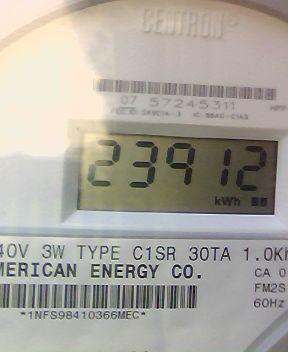 CENTRON
07 57245311
23912
kWh
40V 3W TYPE C1SR 30TA 1.0Kh
MERICAN ENERGY CO.
CA 0
FM2S
60Hz
*1NFS98410366MEC*